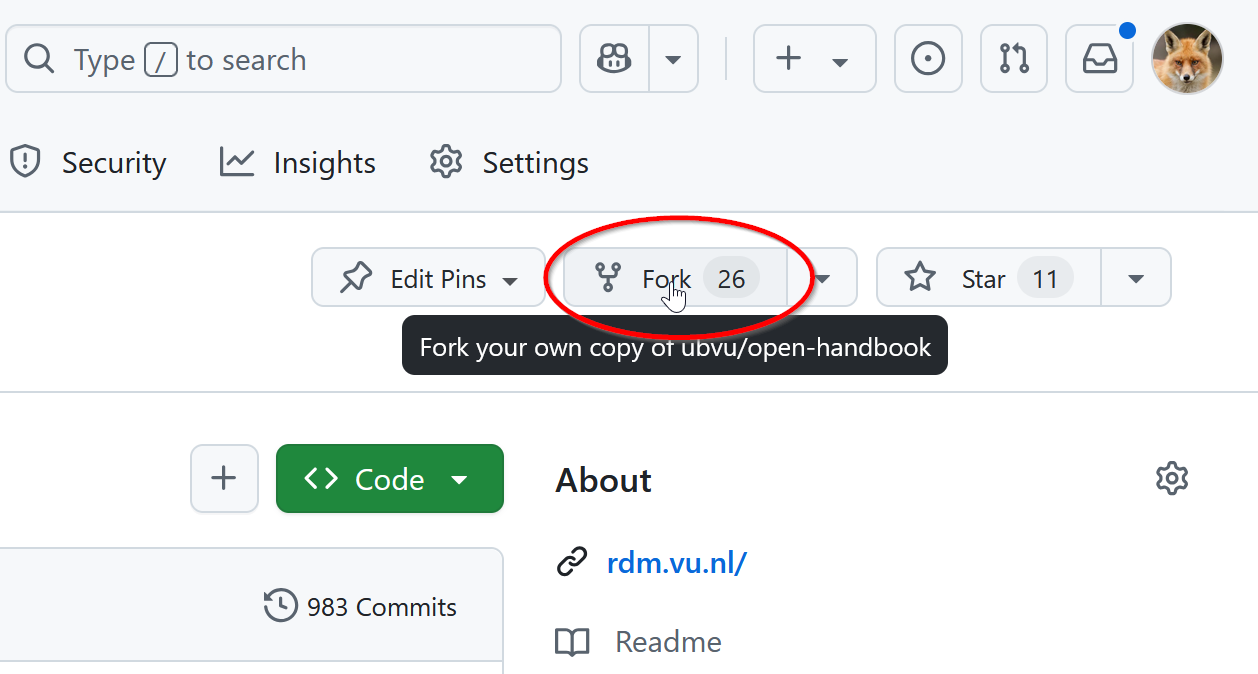 Type / to search
Security Insights Settings
Edit Pins Fork 26 Star 11
Fork your own copy of ubvu/open-handbook
Code About
rdm.vu.nl/
983 Commits
Readme